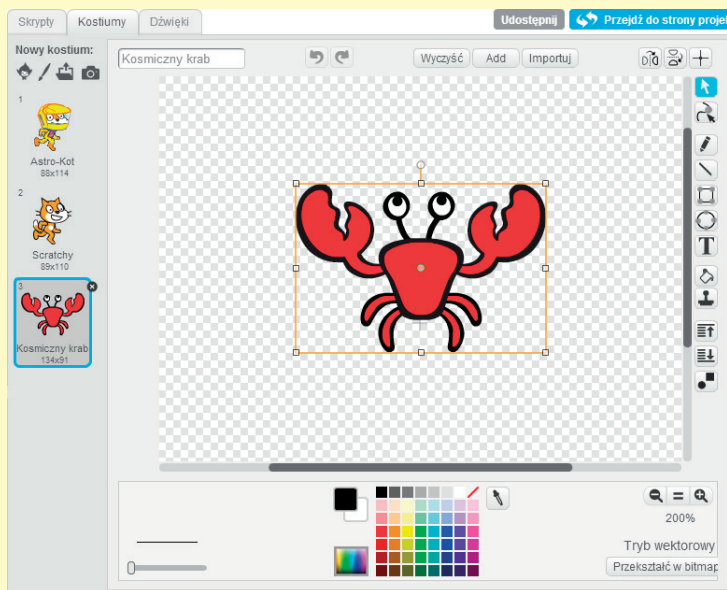 Skrypty Kostiumy Dźwięki Udostępnij Przejdź do strony projek
Nowy kostium:
Kosmiczny krab Wyczyść Add Importuj
1
Astro-Kot
88x114
2
Scratchy
89x110
3
Kosmiczny krab
134x91
T
200%
Tryb wektorowy
Przekształć w bitmap